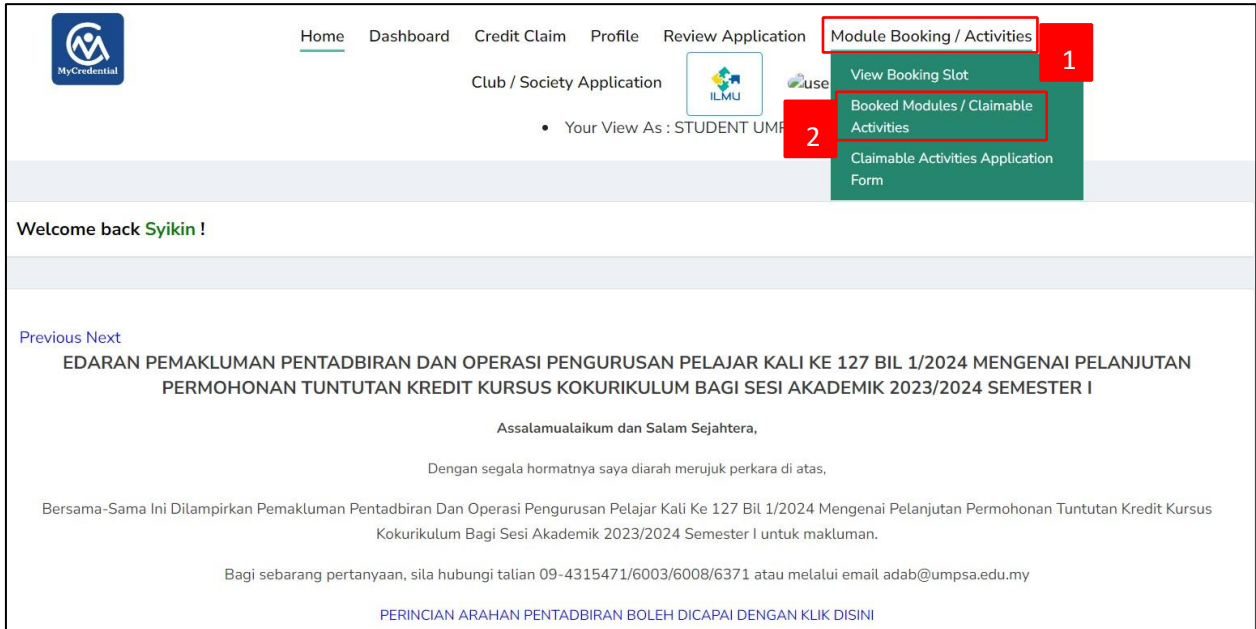 MyCredential
Home Dashboard Credit Claim Profile Review Application Module Booking / Activities
1
Club / Society Application
ILMU
use
View Booking Slot
Booked Modules / Claimable
Activities
2
Claimable Activities Application
Form
• Your View As : STUDENT
Welcome back Syikin !
Previous Next
EDARAN PEMAKLUMAN PENTADBIRAN DAN OPERASI PENGURUSAN PELAJAR KALI KE 127 BIL 1/2024 MENGENAI PELANJUTAN
PERMOHONAN TUNTUTAN KREDIT KURSUS KOKURIKULUM BAGI SESI AKADEMIK 2023/2024 SEMESTER I
Assalamualaikum dan Salam Sejahtera,
Dengan segala hormatnya saya diarah merujuk perkara di atas,
Bersama-Sama Ini Dilampirkan Pemakluman Pentadbiran Dan Operasi Pengurusan Pelajar Kali Ke 127 Bil 1/2024 Mengenai Pelanjutan Permohonan Tuntutan Kredit Kursus
Kokurikulum Bagi Sesi Akademik 2023/2024 Semester I untuk makluman.
Bagi sebarang pertanyaan, sila hubungi talian 09-4315471/6003/6008/6371 atau melalui email adab@umpsa.edu.my
PERINCIAN ARAHAN PENTADBIRAN BOLEH DICAPAI DENGAN KLIK DISINI